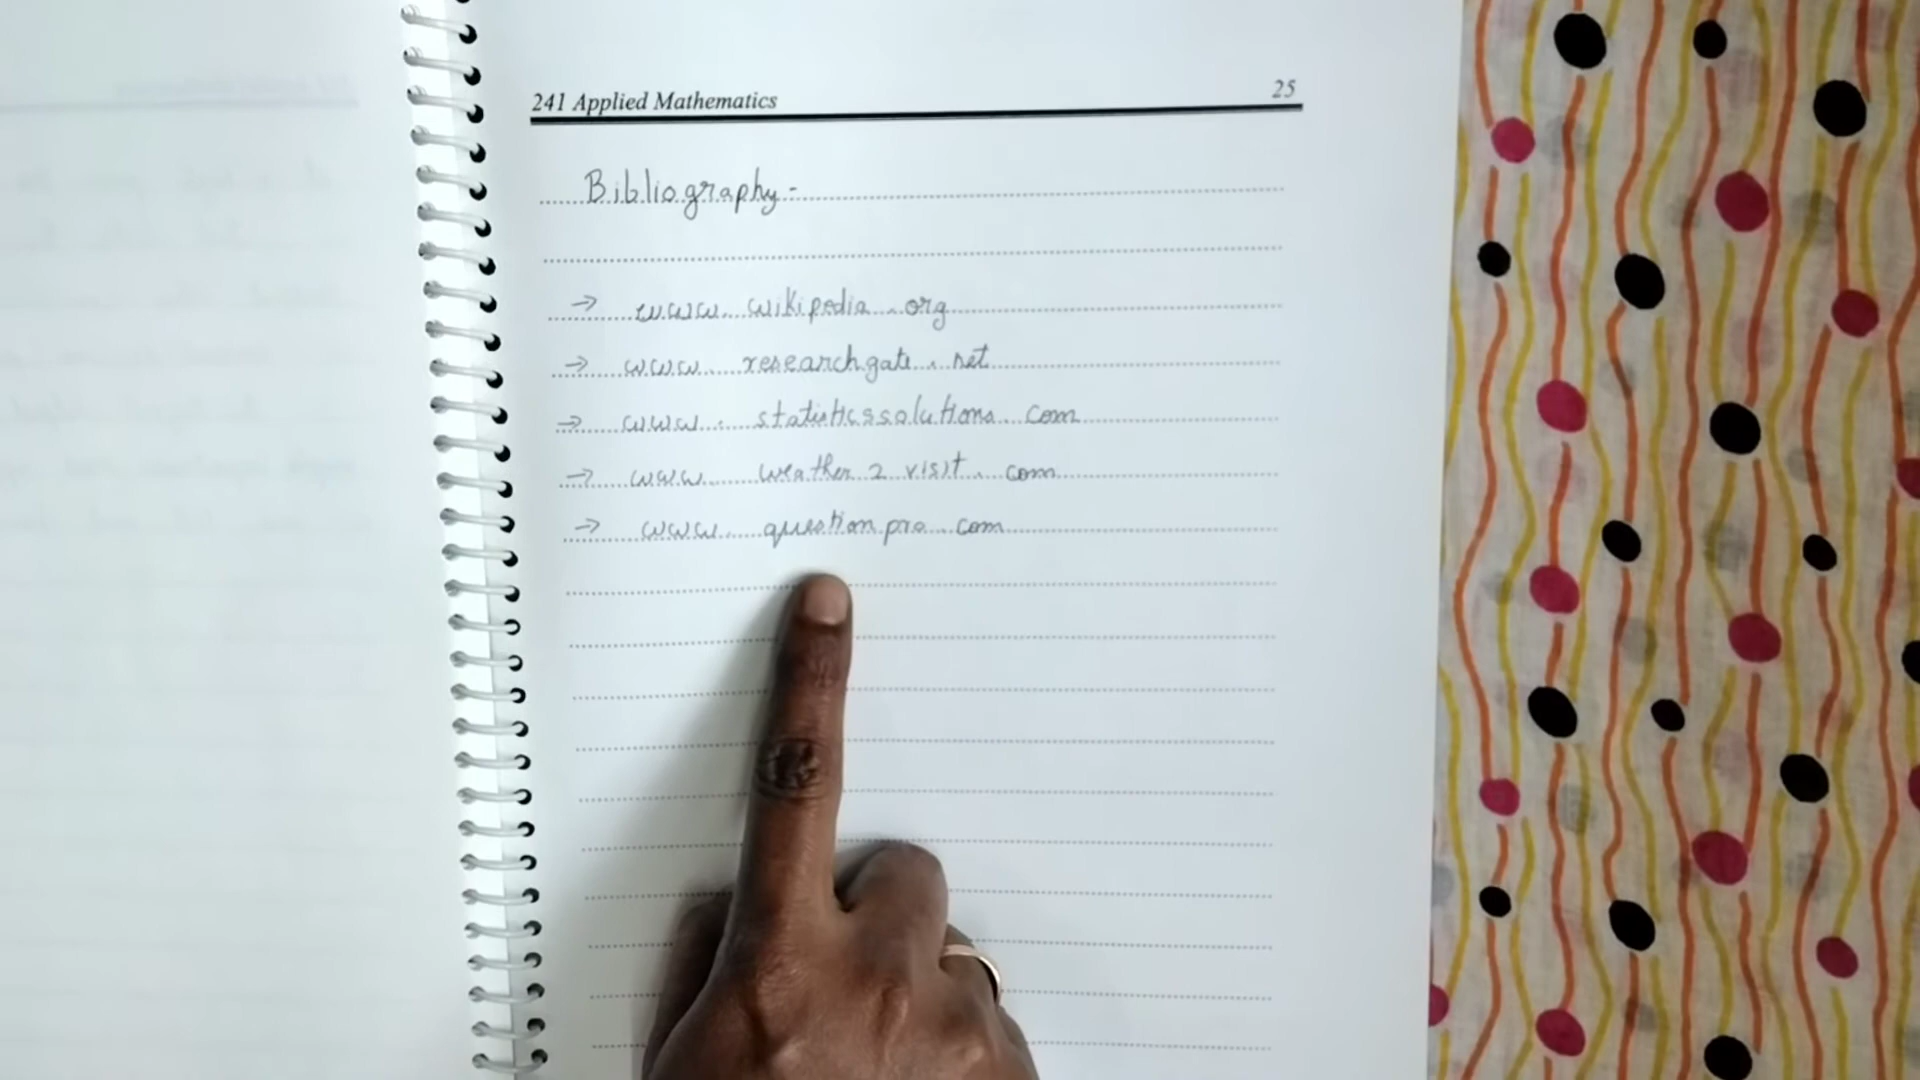 241 Applied Mathematics 25
Bibliography:-
→ www. wikipedia. org
→ www. researchgate. net
→ www. statisticssolutions. com
→ www. weather 2 visit. com
→ www. questionpro. com